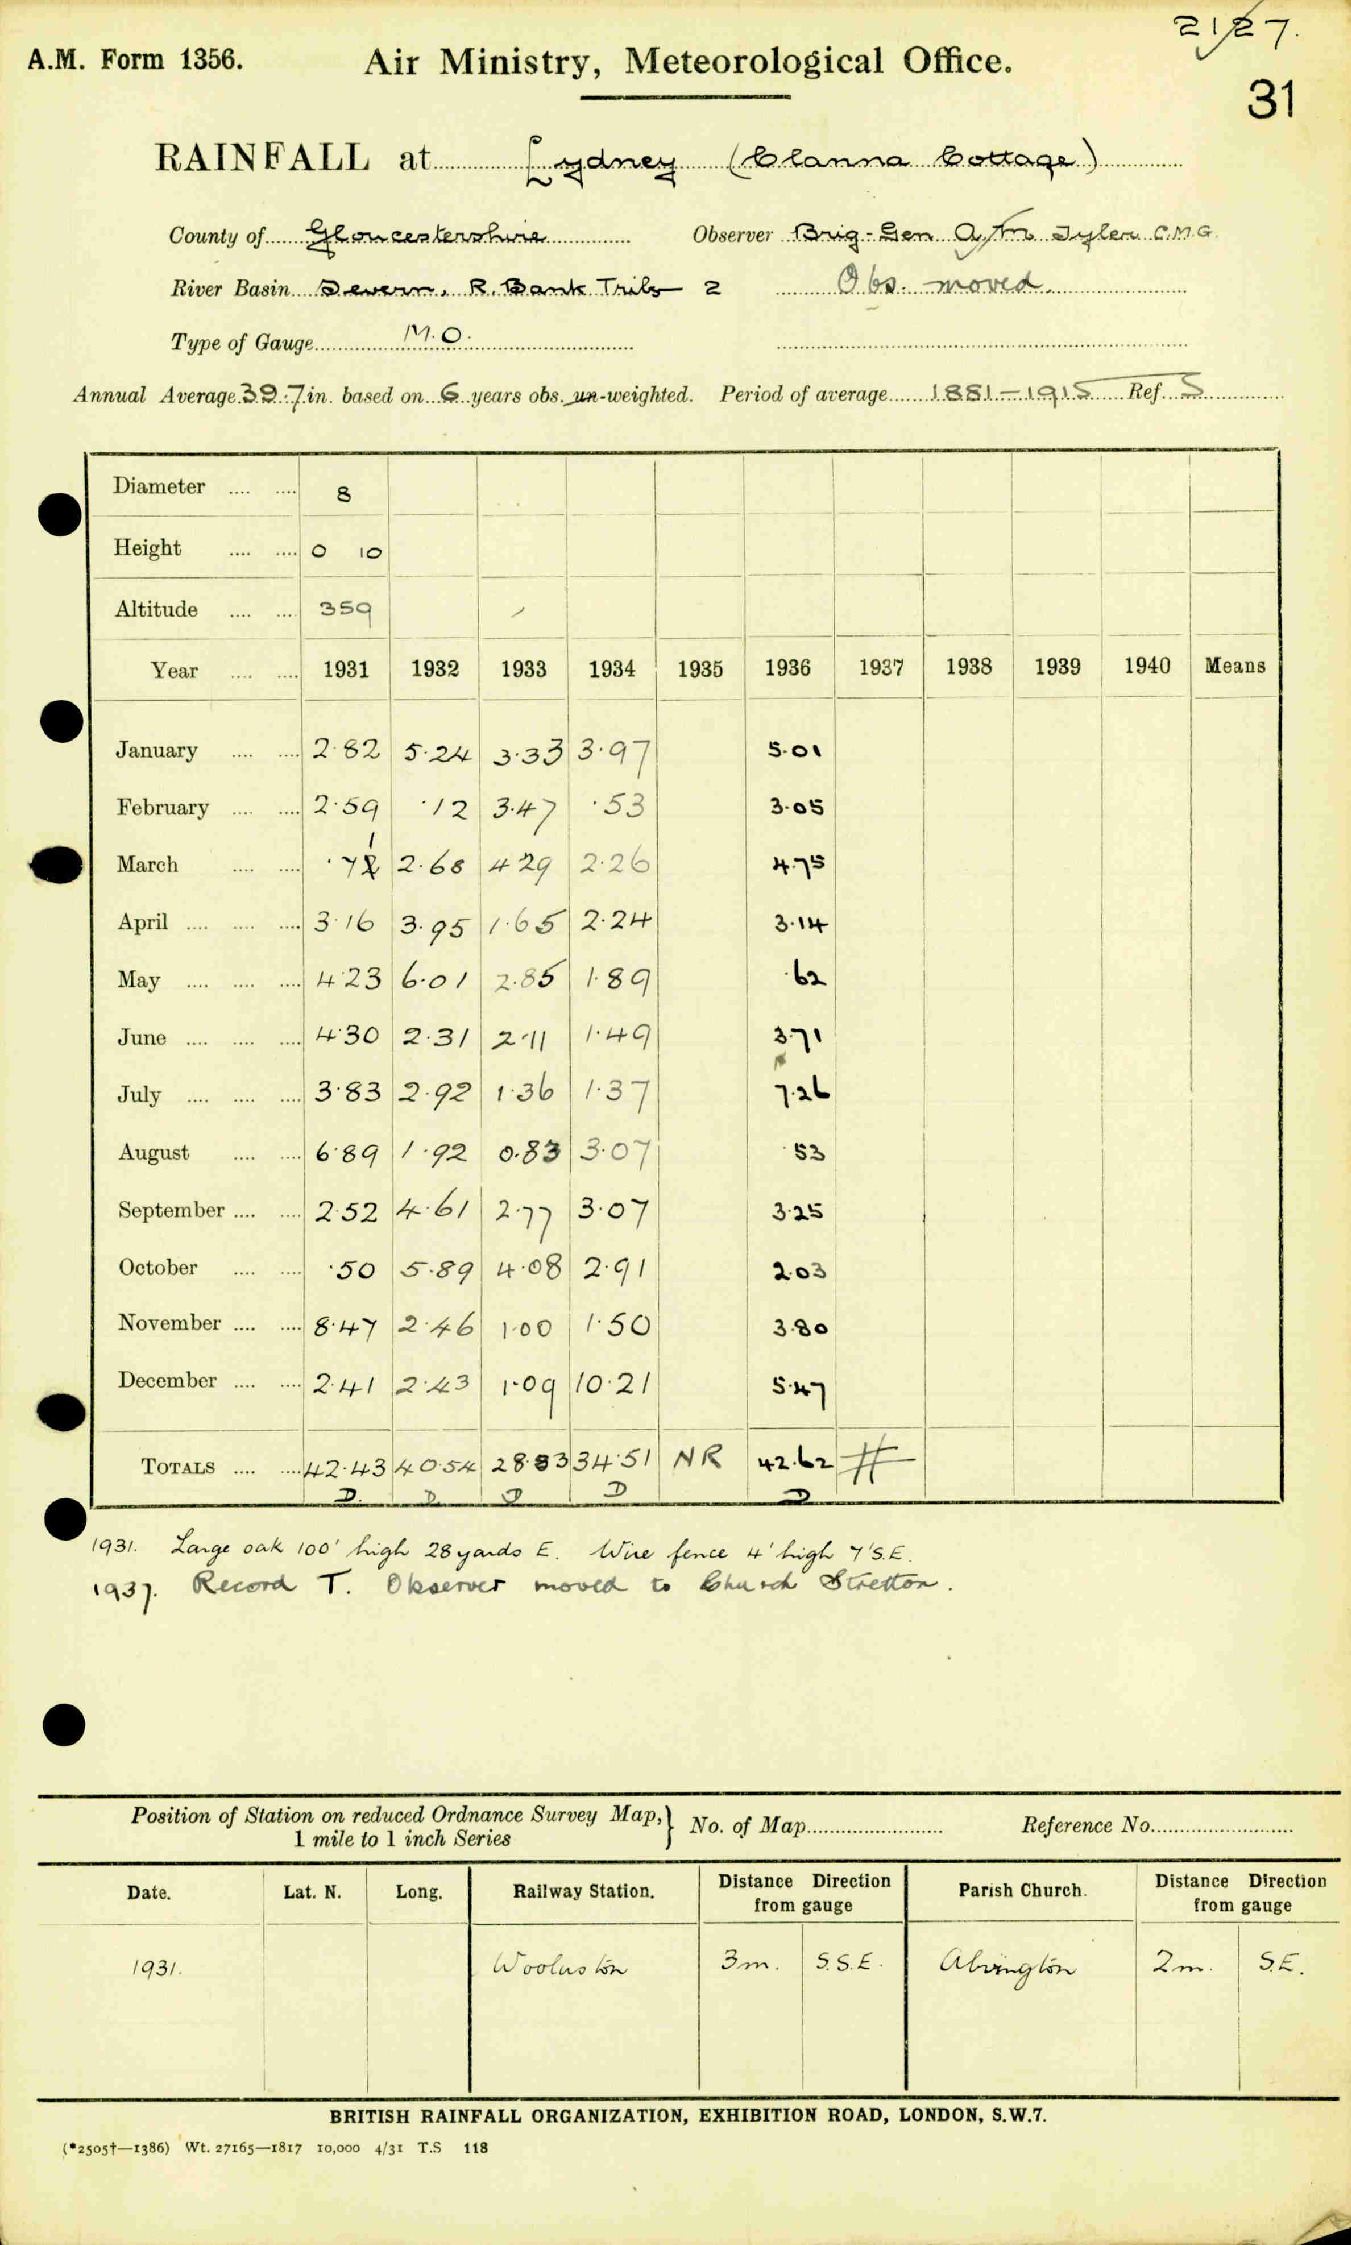 21/27.
A.M. Form 1356. Air Ministry, Meteorological Office.
31
RAINFALL at Lydney (Clanna Cottage)
County of Gloucestershire Observer Brig-Gen A/M Tyler C.M.G.
River Basin Severn, R. Bank Tribs 2 Obs. moved.
Type of Gauge M.O.
Annual Average 39.7 in. based on 6 years obs. un-weighted. Period of average 1881–1915 Ref. S
Diameter .... .... 8
Height .... .... 0 10
Altitude .... .... 359
Year .... .... 1931 1932 1933 1934 1935 1936 1937 1938 1939 1940 Means
January .... .... 2.82 5.24 3.33 3.97 5.01
February .... .... 2.59 .12 3.47 .53 3.05
March .... .... .71 2.68 4.29 2.26 4.75
April .... .... .... 3.16 3.95 1.65 2.24 3.14
May .... .... .... 4.23 6.01 2.85 1.89 .62
June .... .... .... 4.30 2.31 2.11 1.49 3.71
July .... .... .... 3.83 2.92 1.36 1.37 7.26
August .... .... 6.89 1.92 0.83 3.07 .53
September .... .... 2.52 4.61 2.77 3.07 3.25
October .... .... .50 5.89 4.08 2.91 2.03
November .... .... 8.47 2.46 1.00 1.50 3.80
December .... .... 2.41 2.43 1.09 10.21 5.47
TOTALS .... .... 42.43 40.54 28.83 34.51 NR 42.62 #
D. D D D D
1931. Large oak 100' high 28 yards E. Wire fence 4' high 7' S.E.
1937. Record T. Observer moved to Church Stretton.
Position of Station on reduced Ordnance Survey Map, } No. of Map Reference No.
1 mile to 1 inch Series
Date. Lat. N. Long. Railway Station. Distance Direction from gauge Parish Church. Distance Direction from gauge
1931. Woolaston 3m. S.S.E. Alvington 2m. S.E.
BRITISH RAINFALL ORGANIZATION, EXHIBITION ROAD, LONDON, S.W.7.
(*2505†—1386) Wt. 27165—1817 10,000 4/31 T.S 118